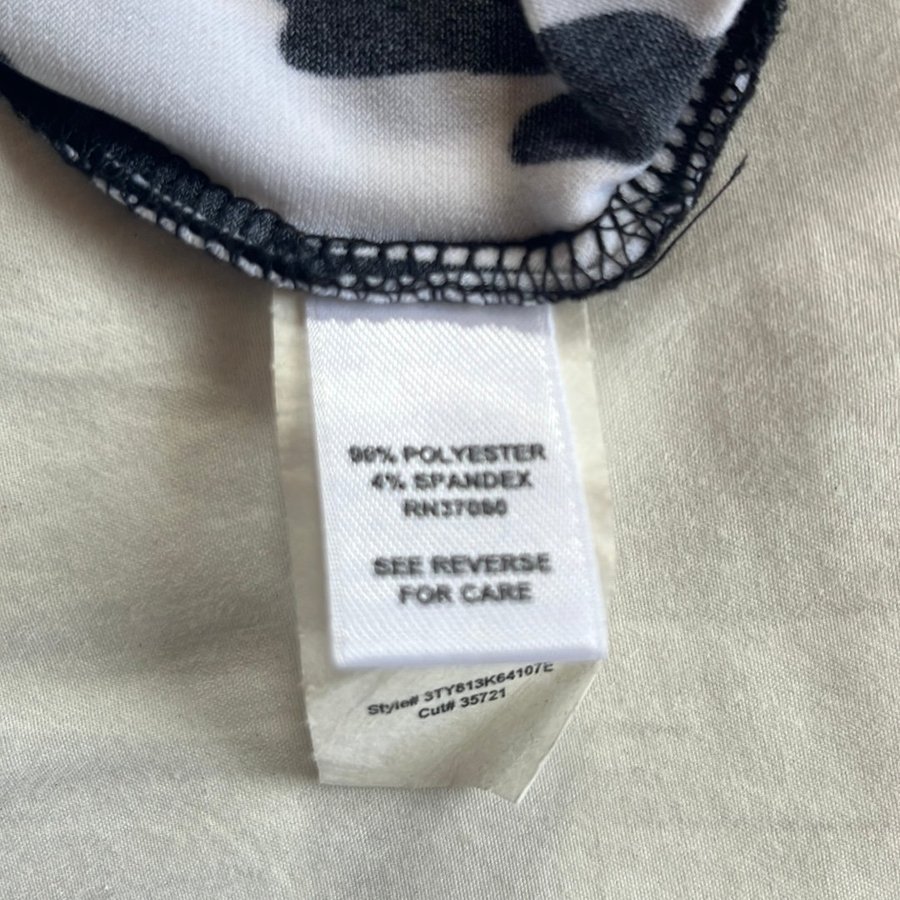 96% POLYESTER
4% SPANDEX
RN37080
SEE REVERSE
FOR CARE
Style# 3TY813K64107E
Cut# 35721